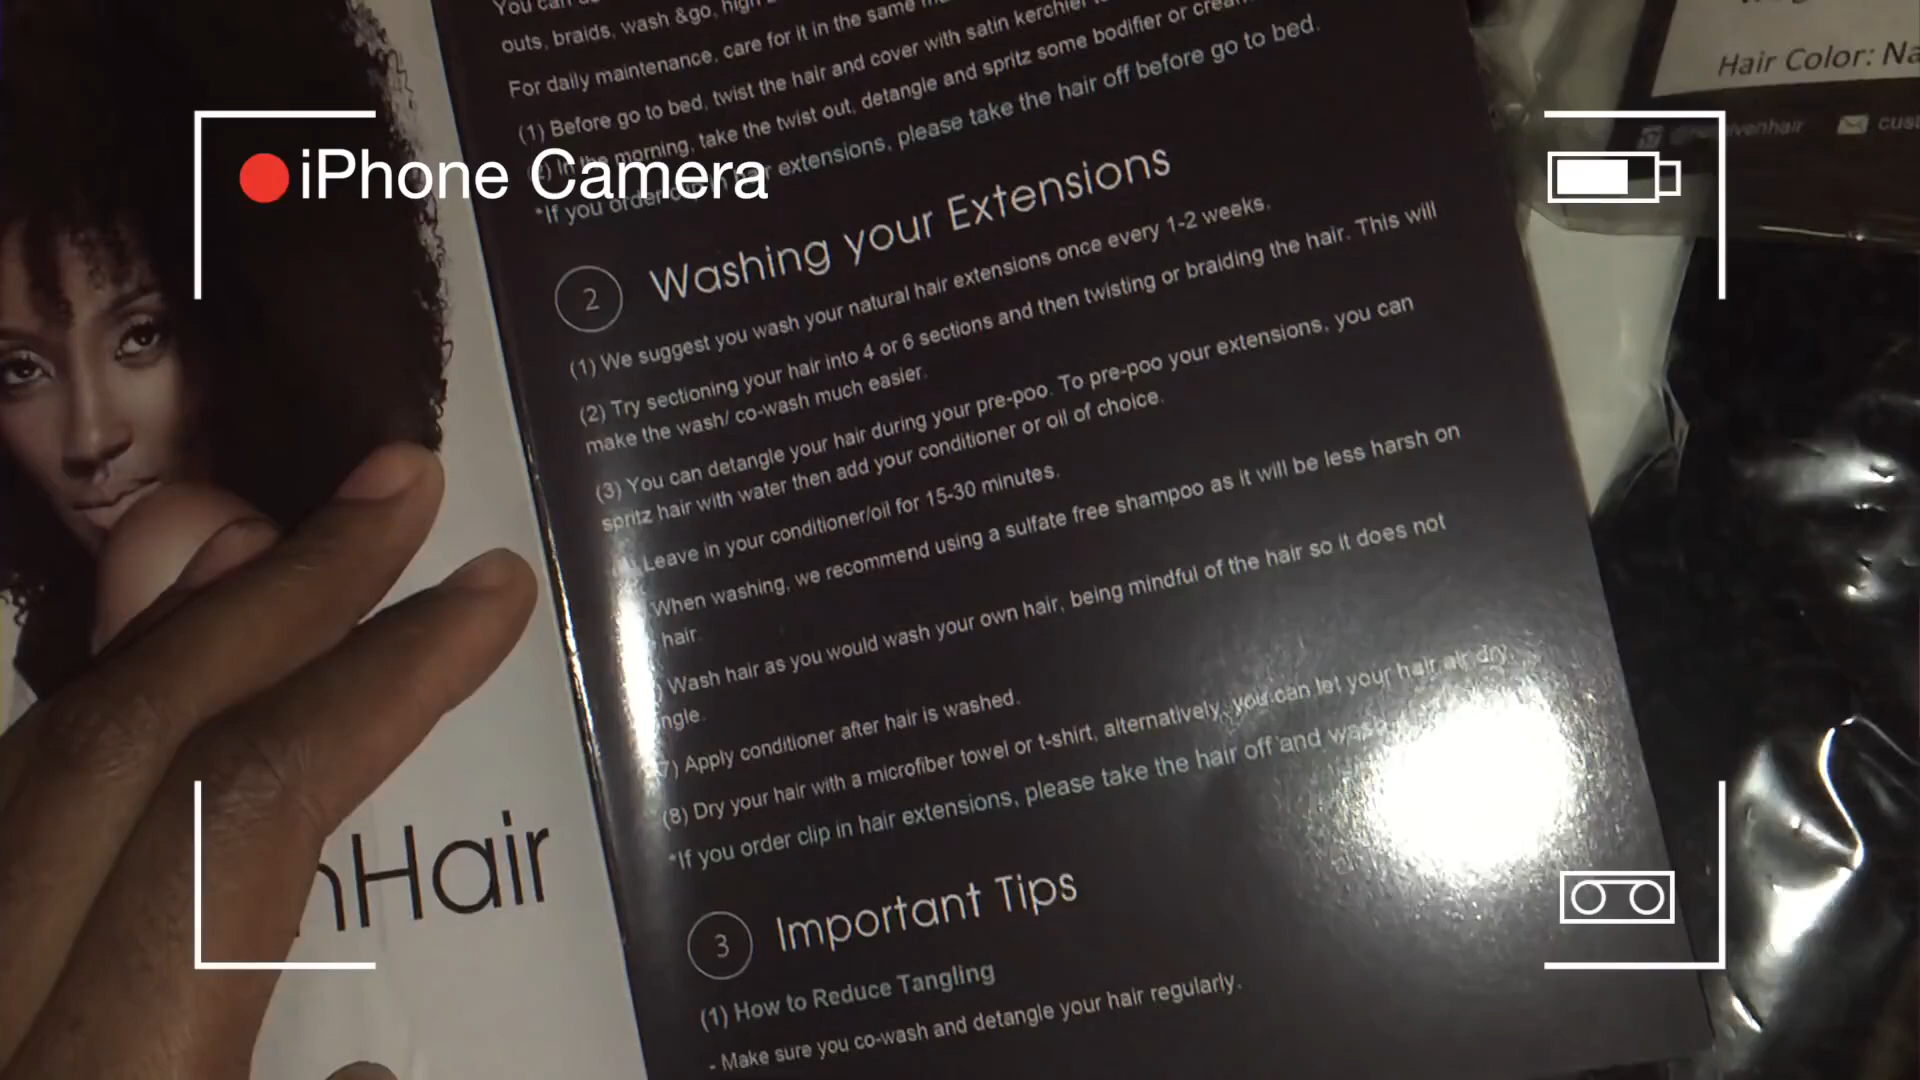 You can
outs, braids, wash &go, high
For daily maintenance, care for it in the same
(1) Before go to bed, twist the hair and cover with satin kerchief
In the morning, take the twist out, detangle and spritz some bodifier or cream
*If you order clip in hair extensions, please take the hair off before go to bed.
iPhone Camera
2 Washing your Extensions
(1) We suggest you wash your natural hair extensions once every 1-2 weeks.
(2) Try sectioning your hair into 4 or 6 sections and then twisting or braiding the hair. This will
make the wash/ co-wash much easier.
(3) You can detangle your hair during your pre-poo. To pre-poo your extensions, you can
spritz hair with water then add your conditioner or oil of choice.
Leave in your conditioner/oil for 15-30 minutes.
When washing, we recommend using a sulfate free shampoo as it will be less harsh on
hair.
) Wash hair as you would wash your own hair, being mindful of the hair so it does not
ngle.
7) Apply conditioner after hair is washed.
(8) Dry your hair with a microfiber towel or t-shirt, alternatively, you can let your hair air dry.
*If you order clip in hair extensions, please take the hair off and wash
3 Important Tips
(1) How to Reduce Tangling
- Make sure you co-wash and detangle your hair regularly.
nHair
Hair Color: Na
cust